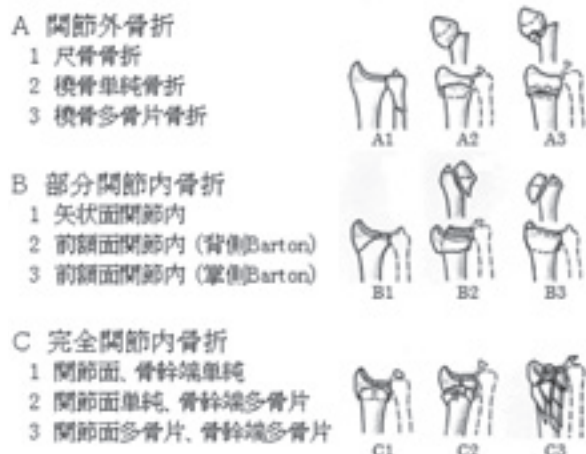 A 関節外骨折
1 尺骨骨折
2 橈骨単純骨折
3 橈骨多骨片骨折
A1 A2 A3
B 部分関節内骨折
1 矢状面関節内
2 前額面関節内 (背側Barton)
3 前額面関節内 (掌側Barton)
B1 B2 B3
C 完全関節内骨折
1 関節面、骨幹端単純
2 関節面単純、骨幹端多骨片
3 関節面多骨片、骨幹端多骨片
C1 C2 C3